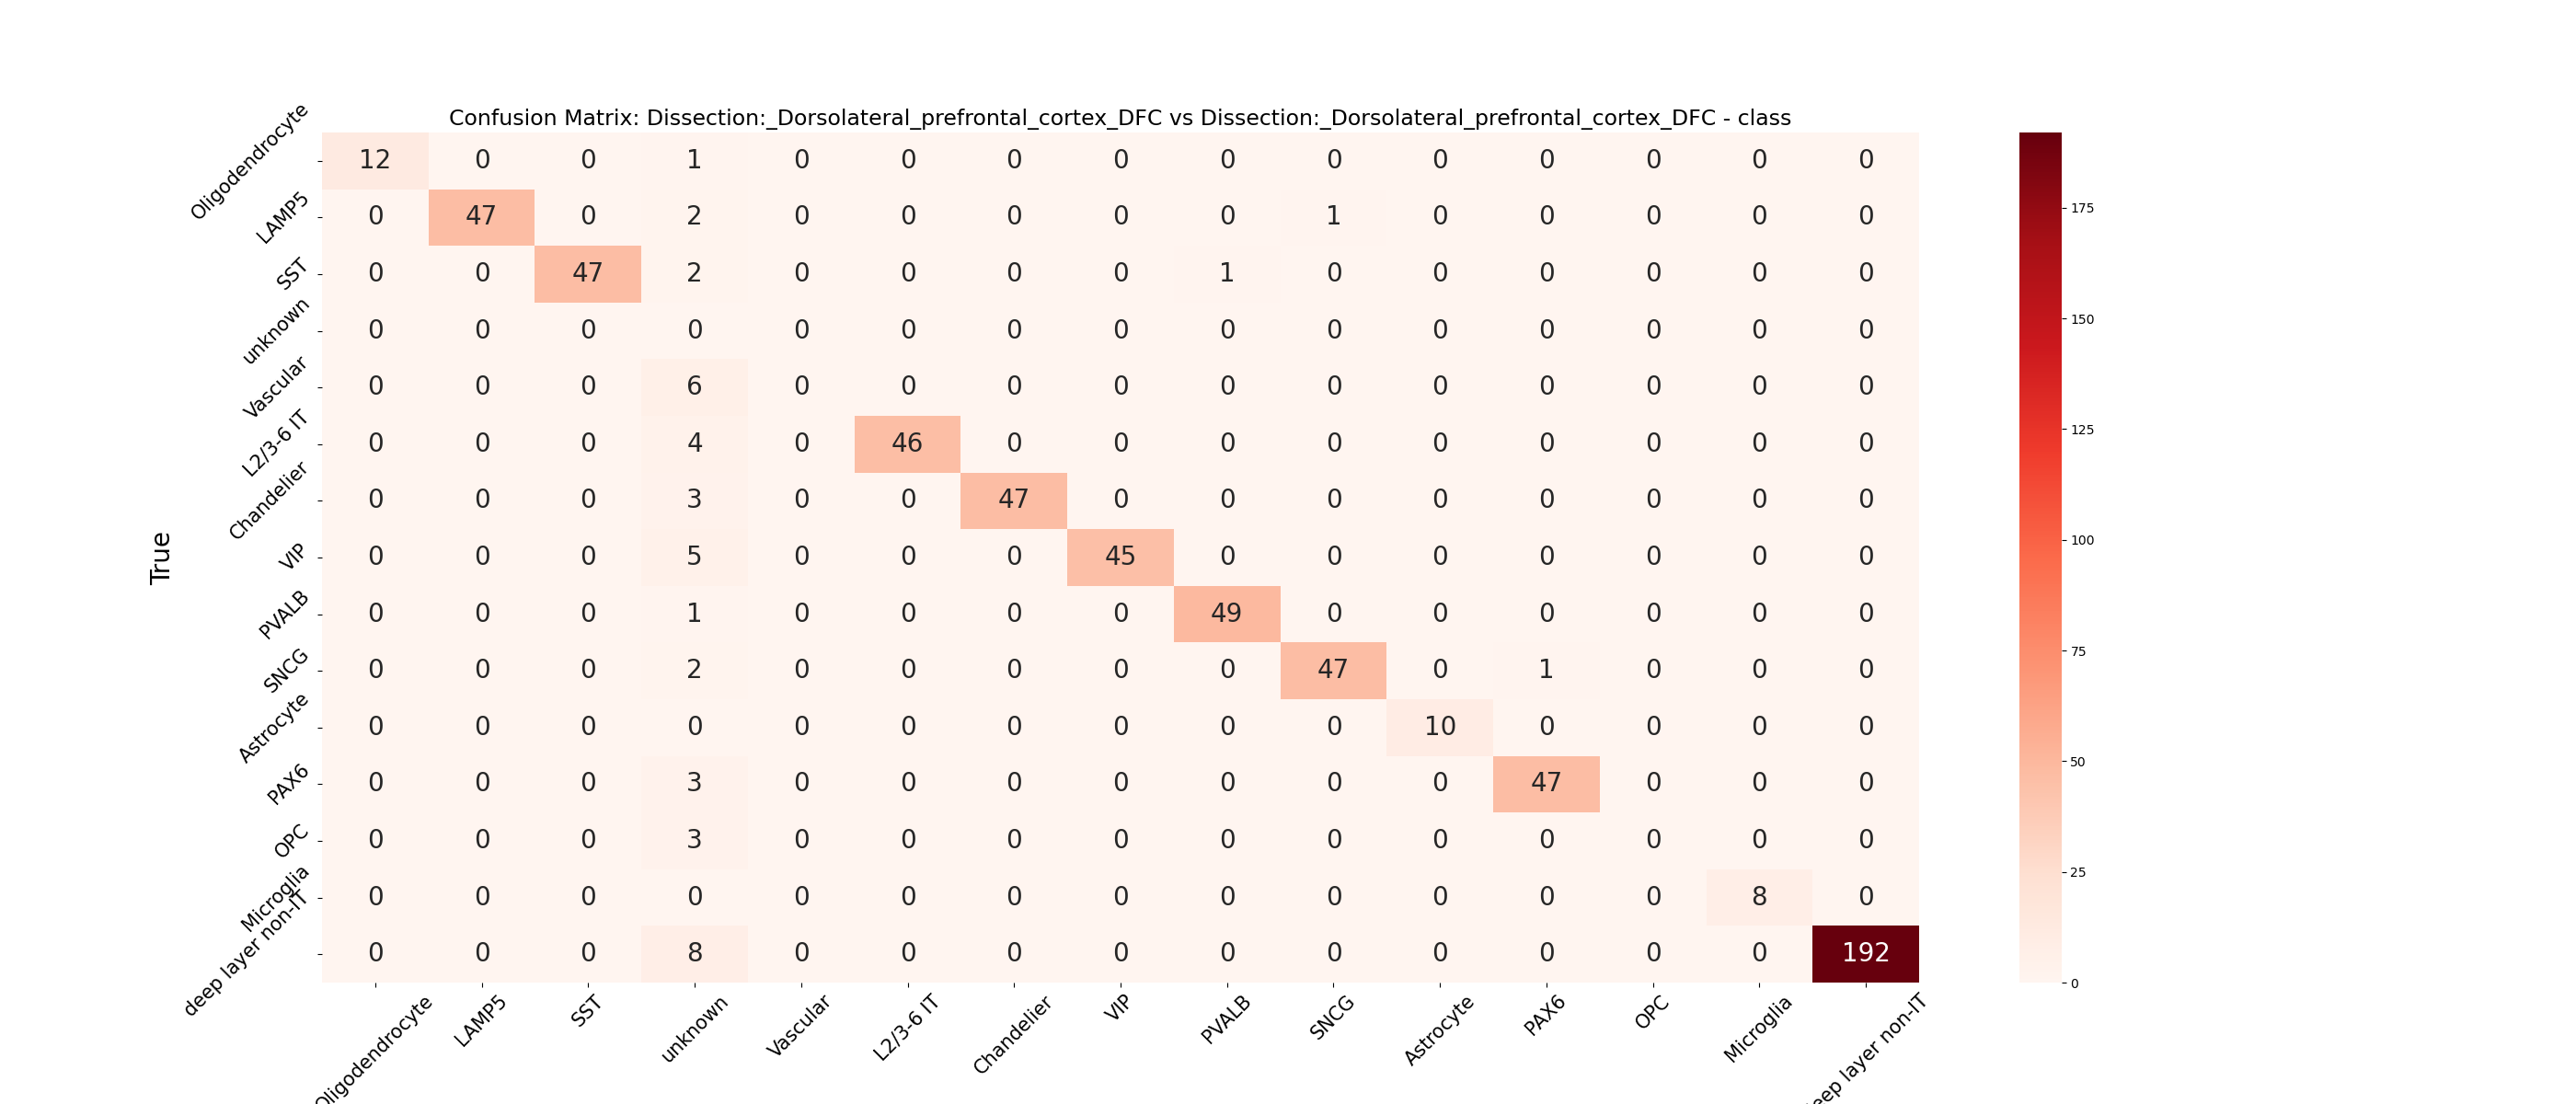 Confusion Matrix: Dissection:_Dorsolateral_prefrontal_cortex_DFC vs Dissection:_Dorsolateral_prefrontal_cortex_DFC - class
True
Oligodendrocyte 12 0 0 1 0 0 0 0 0 0 0 0 0 0 0
LAMP5 0 47 0 2 0 0 0 0 0 1 0 0 0 0 0
SST 0 0 47 2 0 0 0 0 1 0 0 0 0 0 0
unknown 0 0 0 0 0 0 0 0 0 0 0 0 0 0 0
Vascular 0 0 0 6 0 0 0 0 0 0 0 0 0 0 0
L2/3-6 IT 0 0 0 4 0 46 0 0 0 0 0 0 0 0 0
Chandelier 0 0 0 3 0 0 47 0 0 0 0 0 0 0 0
VIP 0 0 0 5 0 0 0 45 0 0 0 0 0 0 0
PVALB 0 0 0 1 0 0 0 0 49 0 0 0 0 0 0
SNCG 0 0 0 2 0 0 0 0 0 47 0 1 0 0 0
Astrocyte 0 0 0 0 0 0 0 0 0 0 10 0 0 0 0
PAX6 0 0 0 3 0 0 0 0 0 0 0 47 0 0 0
OPC 0 0 0 3 0 0 0 0 0 0 0 0 0 0 0
Microglia 0 0 0 0 0 0 0 0 0 0 0 0 0 8 0
deep layer non-IT 0 0 0 8 0 0 0 0 0 0 0 0 0 0 192
Oligodendrocyte LAMP5 SST unknown Vascular L2/3-6 IT Chandelier VIP PVALB SNCG Astrocyte PAX6 OPC Microglia eep layer non-IT
175
150
125
100
75
50
25
0